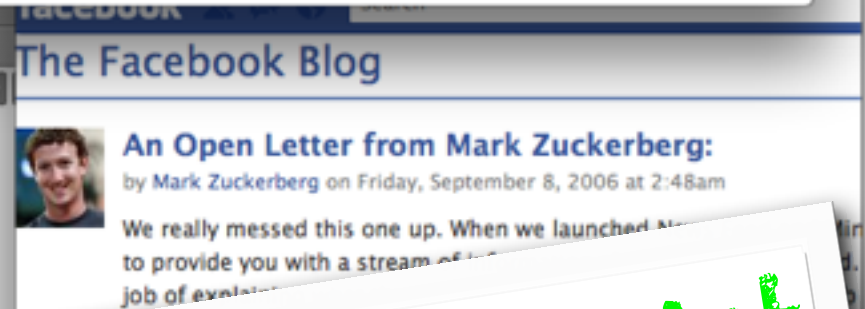 facebook
Search
The Facebook Blog
An Open Letter from Mark Zuckerberg:
by Mark Zuckerberg on Friday, September 8, 2006 at 2:48am
We really messed this one up. When we launched
to provide you with a stream of
job of